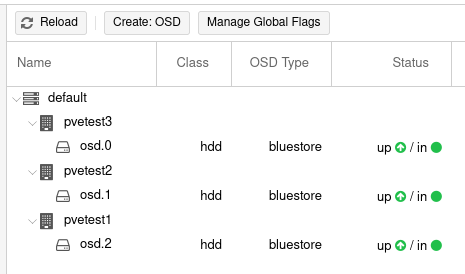 Reload Create: OSD Manage Global Flags
Name Class OSD Type Status
default
pvetest3
osd.0 hdd bluestore up / in
pvetest2
osd.1 hdd bluestore up / in
pvetest1
osd.2 hdd bluestore up / in